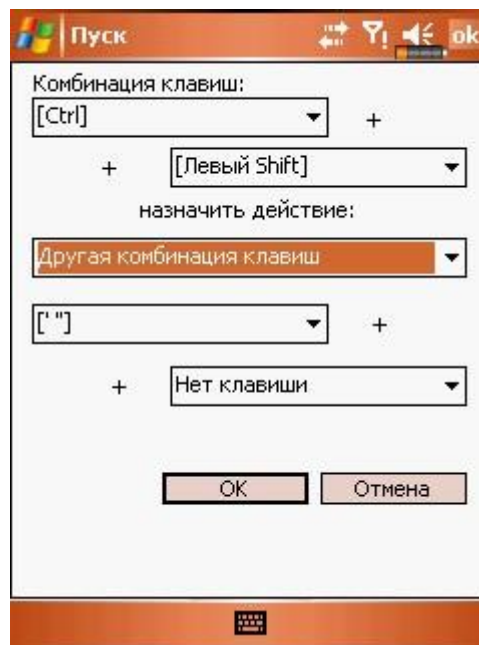 Пуск ok
Комбинация клавиш:
[Ctrl] +
+ [Левый Shift]
назначить действие:
Другая комбинация клавиш
[' "] +
+ Нет клавиши
OK Отмена